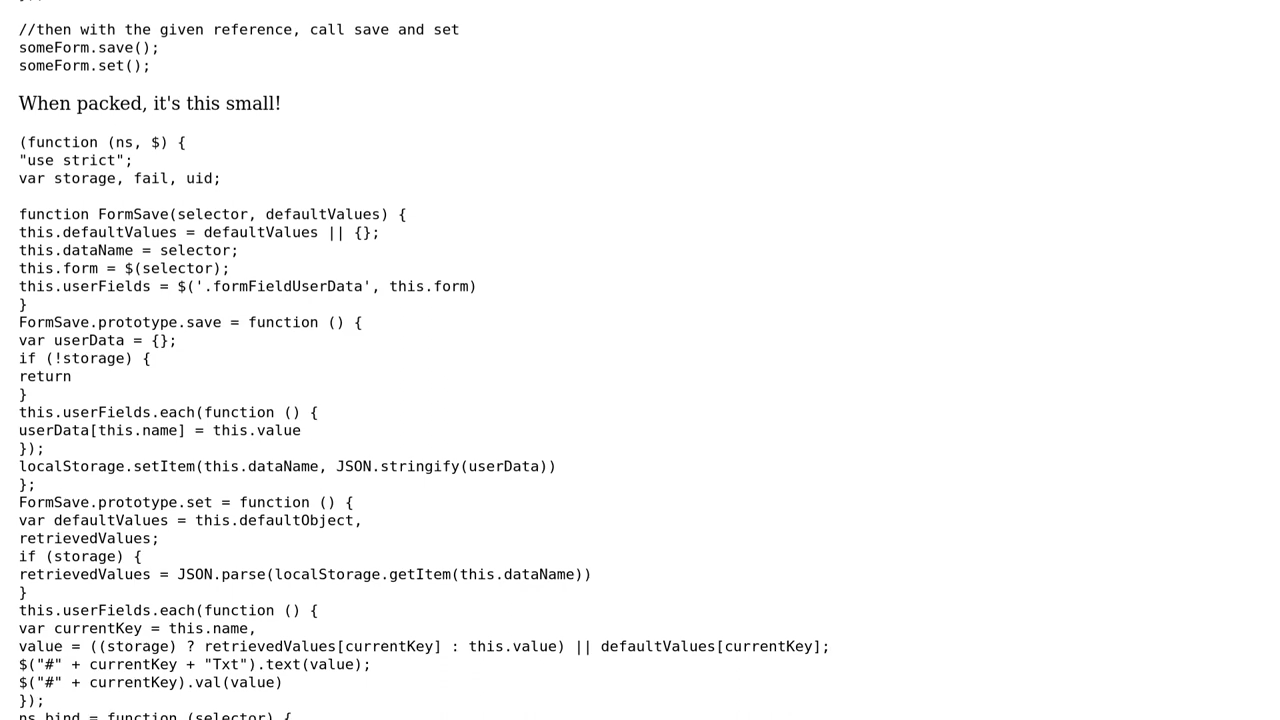 //then with the given reference, call save and set
someForm.save();
someForm.set();
When packed, it's this small!
(function (ns, $) {
"use strict";
var storage, fail, uid;
function FormSave(selector, defaultValues) {
this.defaultValues = defaultValues || {};
this.dataName = selector;
this.form = $(selector);
this.userFields = $('.formFieldUserData', this.form)
}
FormSave.prototype.save = function () {
var userData = {};
if (!storage) {
return
}
this.userFields.each(function () {
userData[this.name] = this.value
});
localStorage.setItem(this.dataName, JSON.stringify(userData))
};
FormSave.prototype.set = function () {
var defaultValues = this.defaultObject,
retrievedValues;
if (storage) {
retrievedValues = JSON.parse(localStorage.getItem(this.dataName))
}
this.userFields.each(function () {
var currentKey = this.name,
value = ((storage) ? retrievedValues[currentKey] : this.value) || defaultValues[currentKey];
$("#" + currentKey + "Txt").text(value);
$("#" + currentKey).val(value)
});
ns.bind = function (selector) {